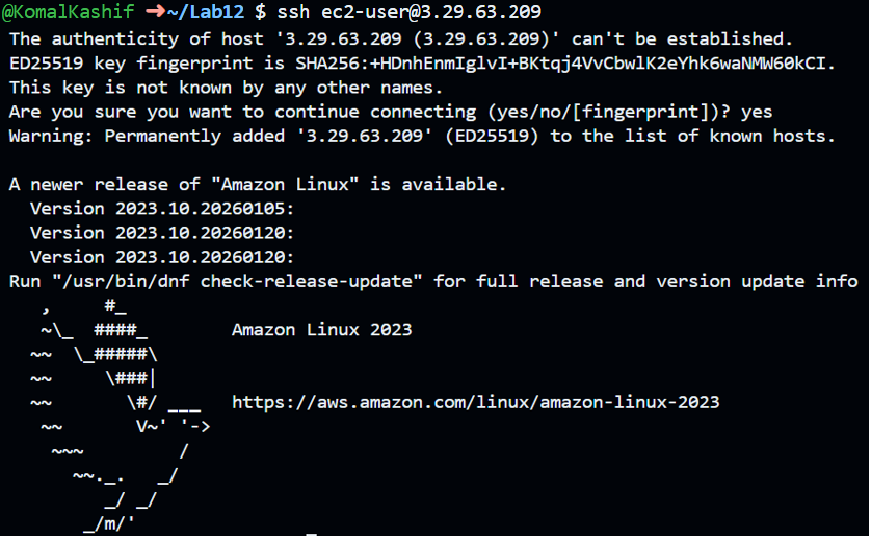 @KomalKashif ➜~/Lab12 $ ssh ec2-user@3.29.63.209
The authenticity of host '3.29.63.209 (3.29.63.209)' can't be established.
ED25519 key fingerprint is SHA256:+HDnhEnmIglvI+BKtqj4VvCbwlK2eYhk6waNMW60kCI.
This key is not known by any other names.
Are you sure you want to continue connecting (yes/no/[fingerprint])? yes
Warning: Permanently added '3.29.63.209' (ED25519) to the list of known hosts.

A newer release of "Amazon Linux" is available.
  Version 2023.10.20260105:
  Version 2023.10.20260120:
  Version 2023.10.20260120:
Run "/usr/bin/dnf check-release-update" for full release and version update info
   ,     #_
   ~\_  ####_        Amazon Linux 2023
  ~~  \_#####\
  ~~     \###|
  ~~       \#/ ___   https://aws.amazon.com/linux/amazon-linux-2023
   ~~       V~' '->
    ~~~         /
      ~~._.   _/
         _/ _/
       _/m/'